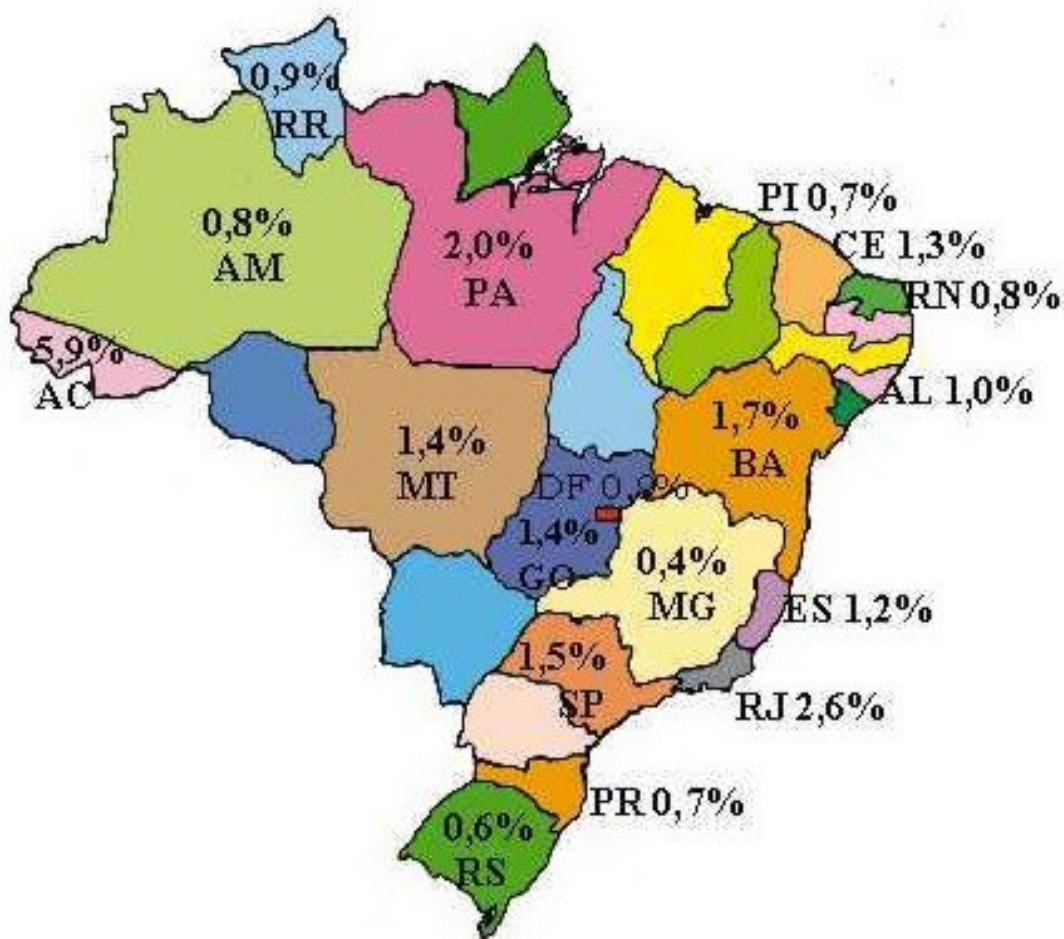 0,9%
RR
PI 0,7%
0,8%
AM
2,0%
PA
CE 1,3%
RN 0,8%
5,9%
AC
AL 1,0%
1,7%
BA
1,4%
MT
DF 0,9%
1,4%
GO
0,4%
MG
ES 1,2%
1,5%
SP
RJ 2,6%
PR 0,7%
0,6%
RS